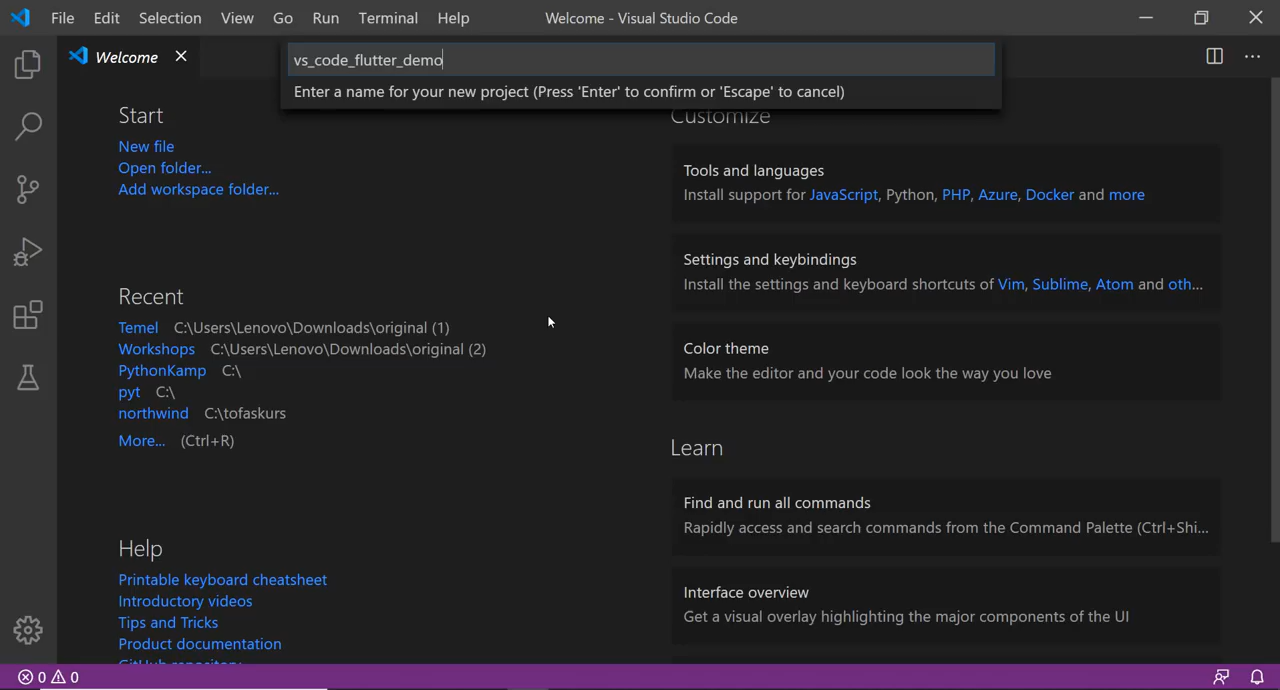 File Edit Selection View Go Run Terminal Help Welcome - Visual Studio Code
Welcome
vs_code_flutter_demo
Enter a name for your new project (Press 'Enter' to confirm or 'Escape' to cancel)
Start
New file
Open folder...
Add workspace folder...
Recent
Temel C:\Users\Lenovo\Downloads\original (1)
Workshops C:\Users\Lenovo\Downloads\original (2)
PythonKamp C:\
pyt C:\
northwind C:\tofaskurs
More... (Ctrl+R)
Help
Printable keyboard cheatsheet
Introductory videos
Tips and Tricks
Product documentation
GitHub repository
Customize
Tools and languages
Install support for JavaScript, Python, PHP, Azure, Docker and more
Settings and keybindings
Install the settings and keyboard shortcuts of Vim, Sublime, Atom and oth...
Color theme
Make the editor and your code look the way you love
Learn
Find and run all commands
Rapidly access and search commands from the Command Palette (Ctrl+Shi...
Interface overview
Get a visual overlay highlighting the major components of the UI
0 0